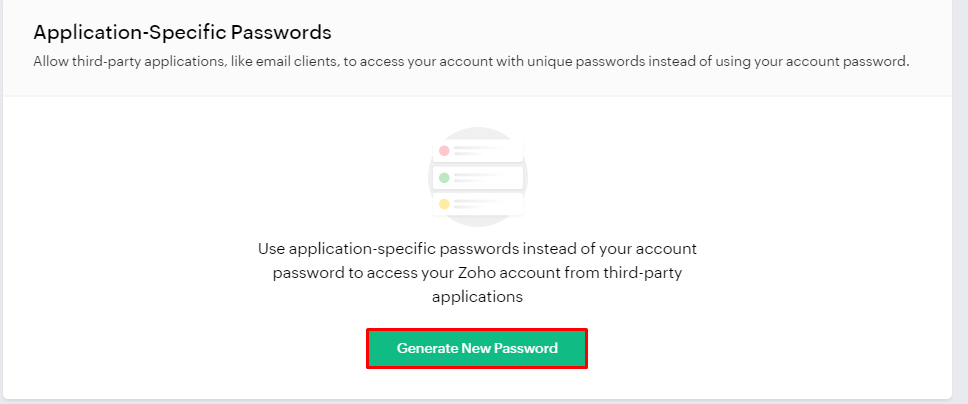 Application-Specific Passwords
Allow third-party applications, like email clients, to access your account with unique passwords instead of using your account password.
Use application-specific passwords instead of your account
password to access your Zoho account from third-party
applications
Generate New Password